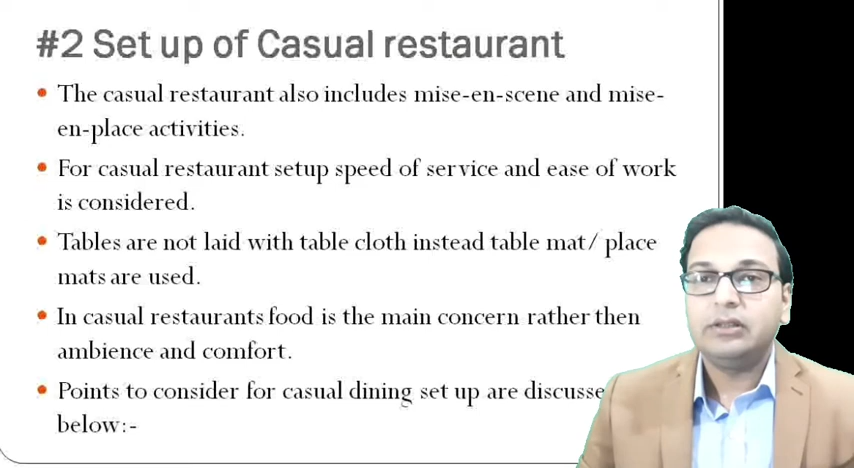 #2 Set up of Casual restaurant
• The casual restaurant also includes mise-en-scene and mise-
en-place activities.
• For casual restaurant setup speed of service and ease of work
is considered.
• Tables are not laid with table cloth instead table mat/ place
mats are used.
• In casual restaurants food is the main concern rather then
ambience and comfort.
• Points to consider for casual dining set up are discusse
below:-